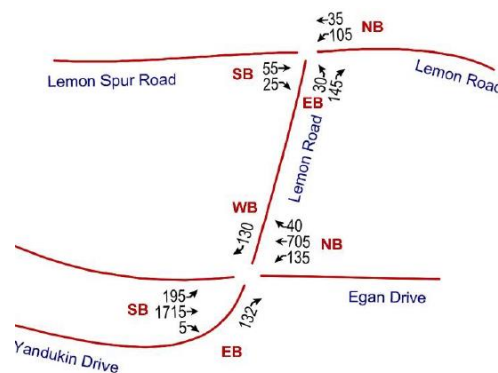 35
NB
105
55
SB
25
30
145
EB
Lemon Spur Road
Lemon Road
Lemon Road
WB
130
40
705
NB
135
195
SB 1715
5
132
EB
Egan Drive
Yandukin Drive